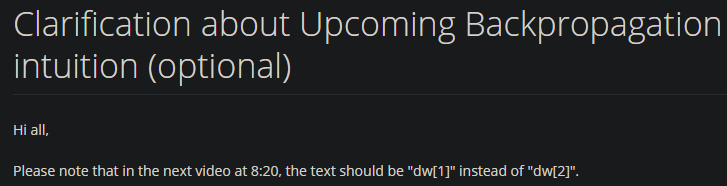 Clarification about Upcoming Backpropagation
intuition (optional)
Hi all,
Please note that in the next video at 8:20, the text should be "dw[1]" instead of "dw[2]".